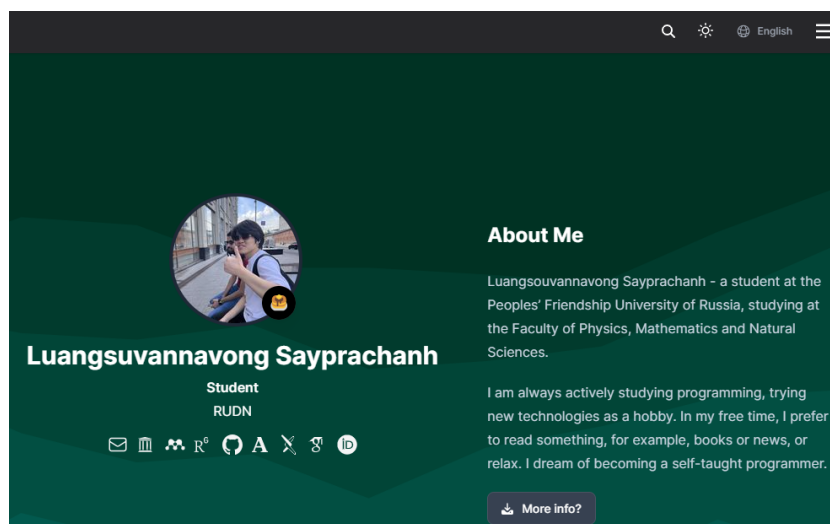 English
Luangsuvannavong Sayprachanh
Student
RUDN
About Me
Luangsouvannavong Sayprachanh - a student at the
Peoples' Friendship University of Russia, studying at
the Faculty of Physics, Mathematics and Natural
Sciences.
I am always actively studying programming, trying
new technologies as a hobby. In my free time, I prefer
to read something, for example, books or news, or
relax. I dream of becoming a self-taught programmer.
More info?